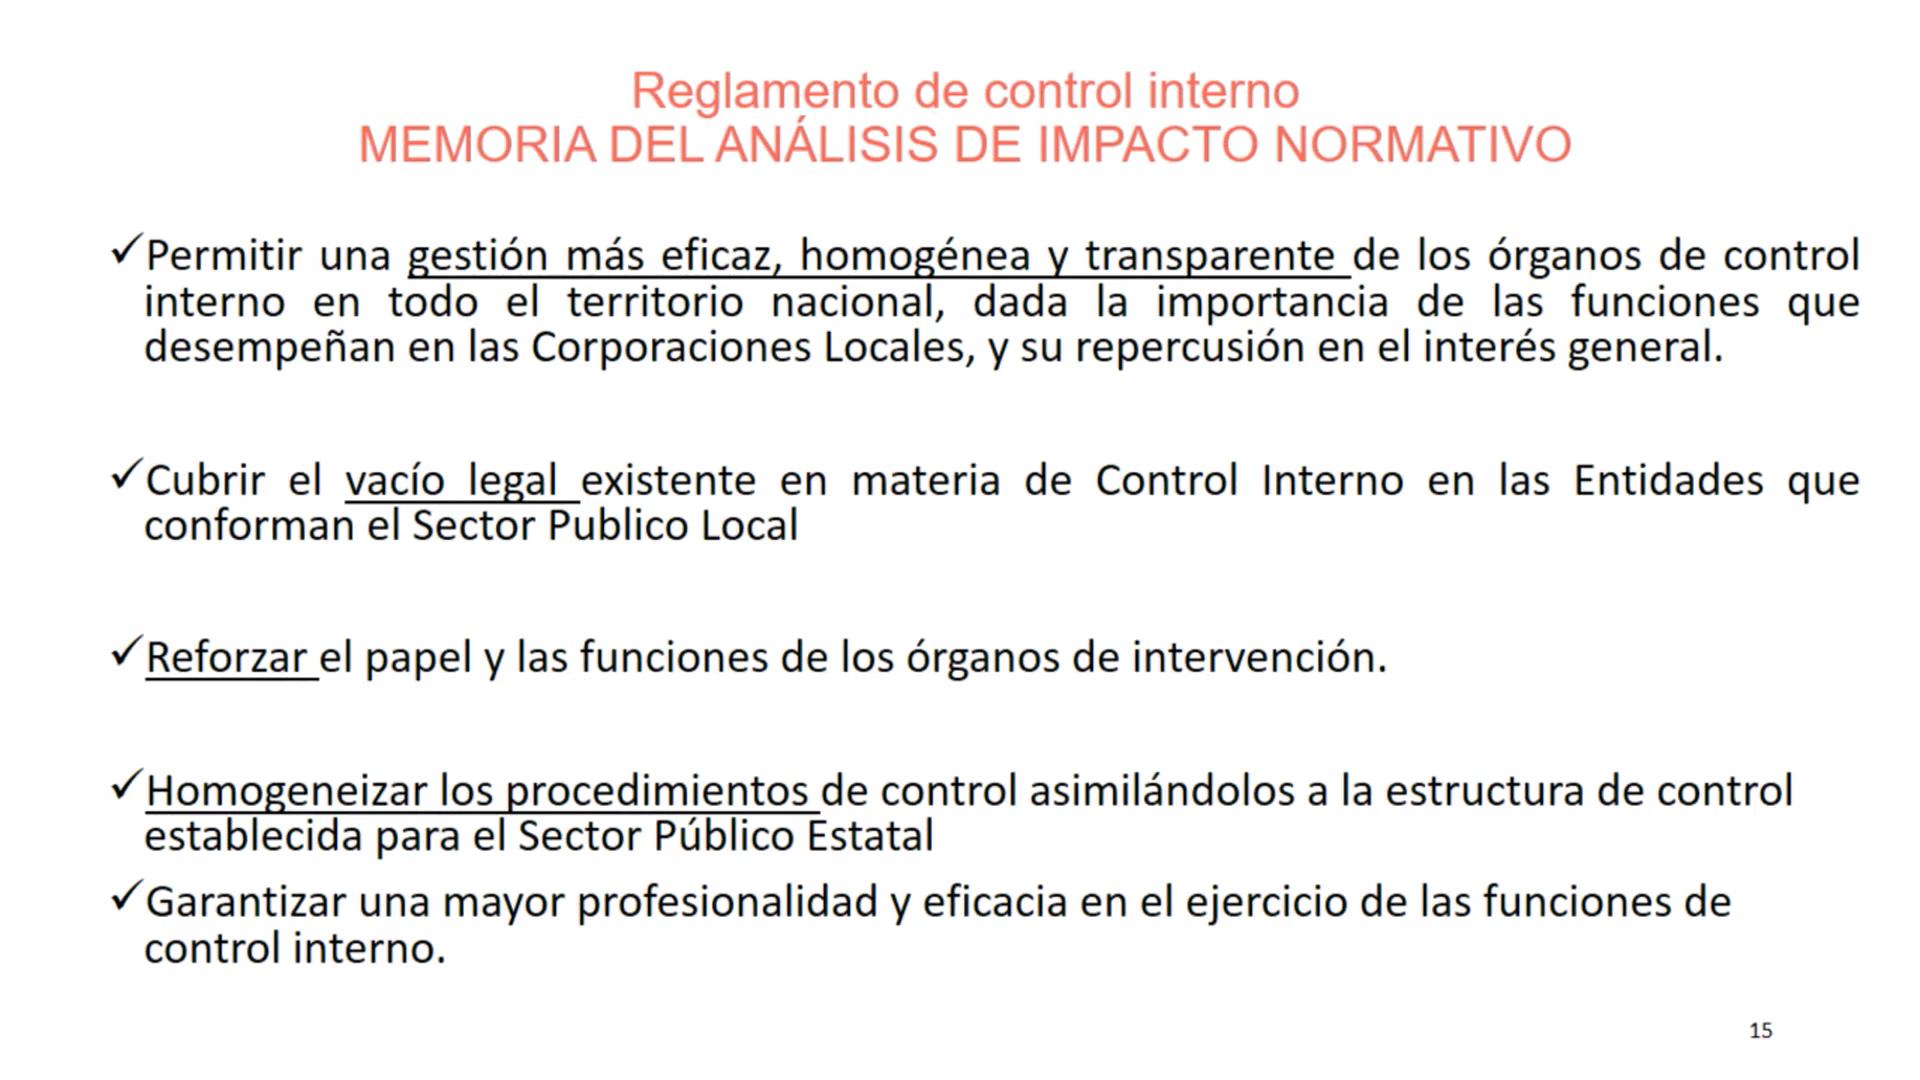 Reglamento de control interno
MEMORIA DEL ANÁLISIS DE IMPACTO NORMATIVO
✓Permitir una gestión más eficaz, homogénea y transparente de los órganos de control
interno en todo el territorio nacional, dada la importancia de las funciones que
desempeñan en las Corporaciones Locales, y su repercusión en el interés general.
✓Cubrir el vacío legal existente en materia de Control Interno en las Entidades que
conforman el Sector Publico Local
✓Reforzar el papel y las funciones de los órganos de intervención.
✓Homogeneizar los procedimientos de control asimilándolos a la estructura de control
establecida para el Sector Público Estatal
✓Garantizar una mayor profesionalidad y eficacia en el ejercicio de las funciones de
control interno.
15